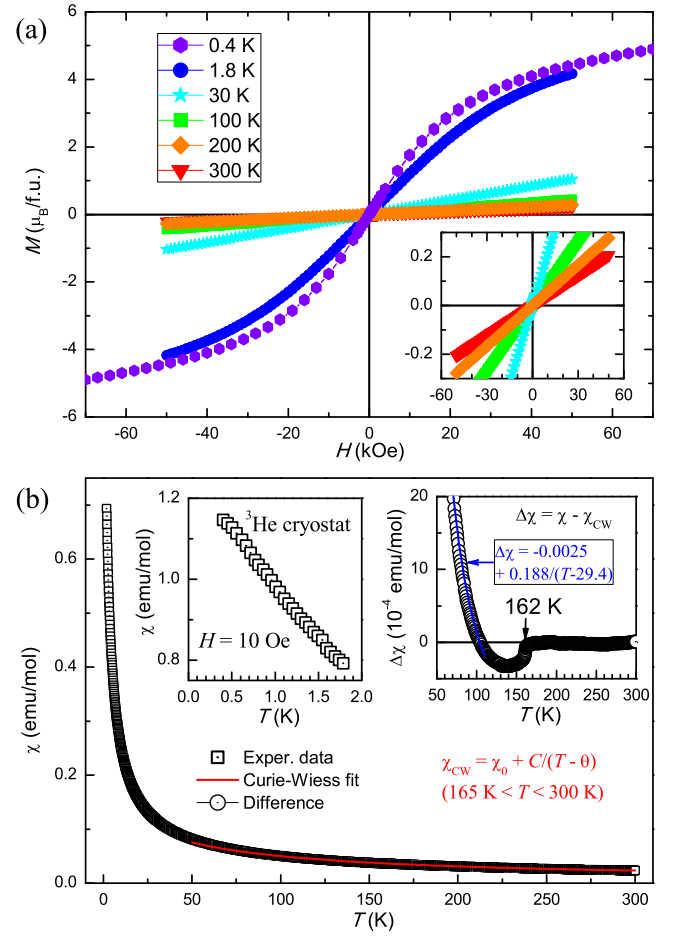 (a)
6
4
2
0
-2
-4
-6
M (μB/f.u.)
0.4 K
1.8 K
30 K
100 K
200 K
300 K
0.2
0.0
-0.2
-60 -30 0 30 60
-60 -40 -20 0 20 40 60
H (kOe)
(b)
0.6
0.4
0.2
0.0
χ (emu/mol)
1.2
1.0
0.8
χ (emu/mol)
³He cryostat
H = 10 Oe
0.0 0.5 1.0 1.5 2.0
T (K)
20
10
0
Δχ (10⁻⁴ emu/mol)
Δχ = χ - χCW
Δχ = -0.0025
+ 0.188/(T-29.4)
162 K
50 100 150 200 250 300
T (K)
Exper. data
Curie-Wiess fit
Difference
χCW = χ0 + C/(T - θ)
(165 K < T < 300 K)
0 50 100 150 200 250 300
T (K)